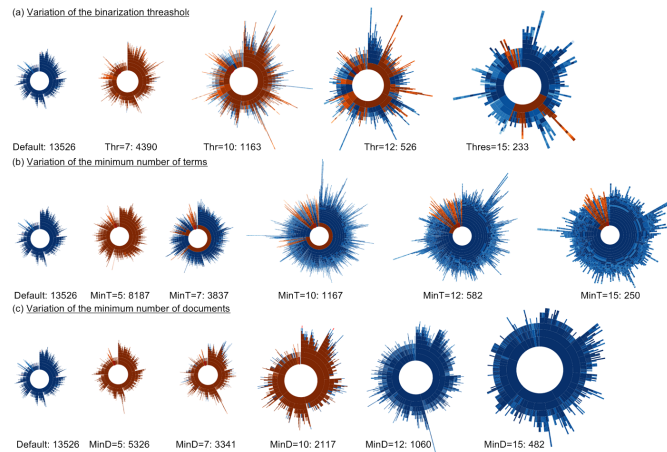 (a) Variation of the binarization threashok
Default: 13526 Thr=7: 4390 Thr=10: 1163 Thr=12: 526 Thres=15: 233
(b) Variation of the minimum number of terms
Default: 13526 MinT=5: 8187 MinT=7: 3837 MinT=10: 1167 MinT=12: 582 MinT=15: 250
(c) Variation of the minimum number of documents
Default: 13526 MinD=5: 5326 MinD=7: 3341 MinD=10: 2117 MinD=12: 1060 MinD=15: 482